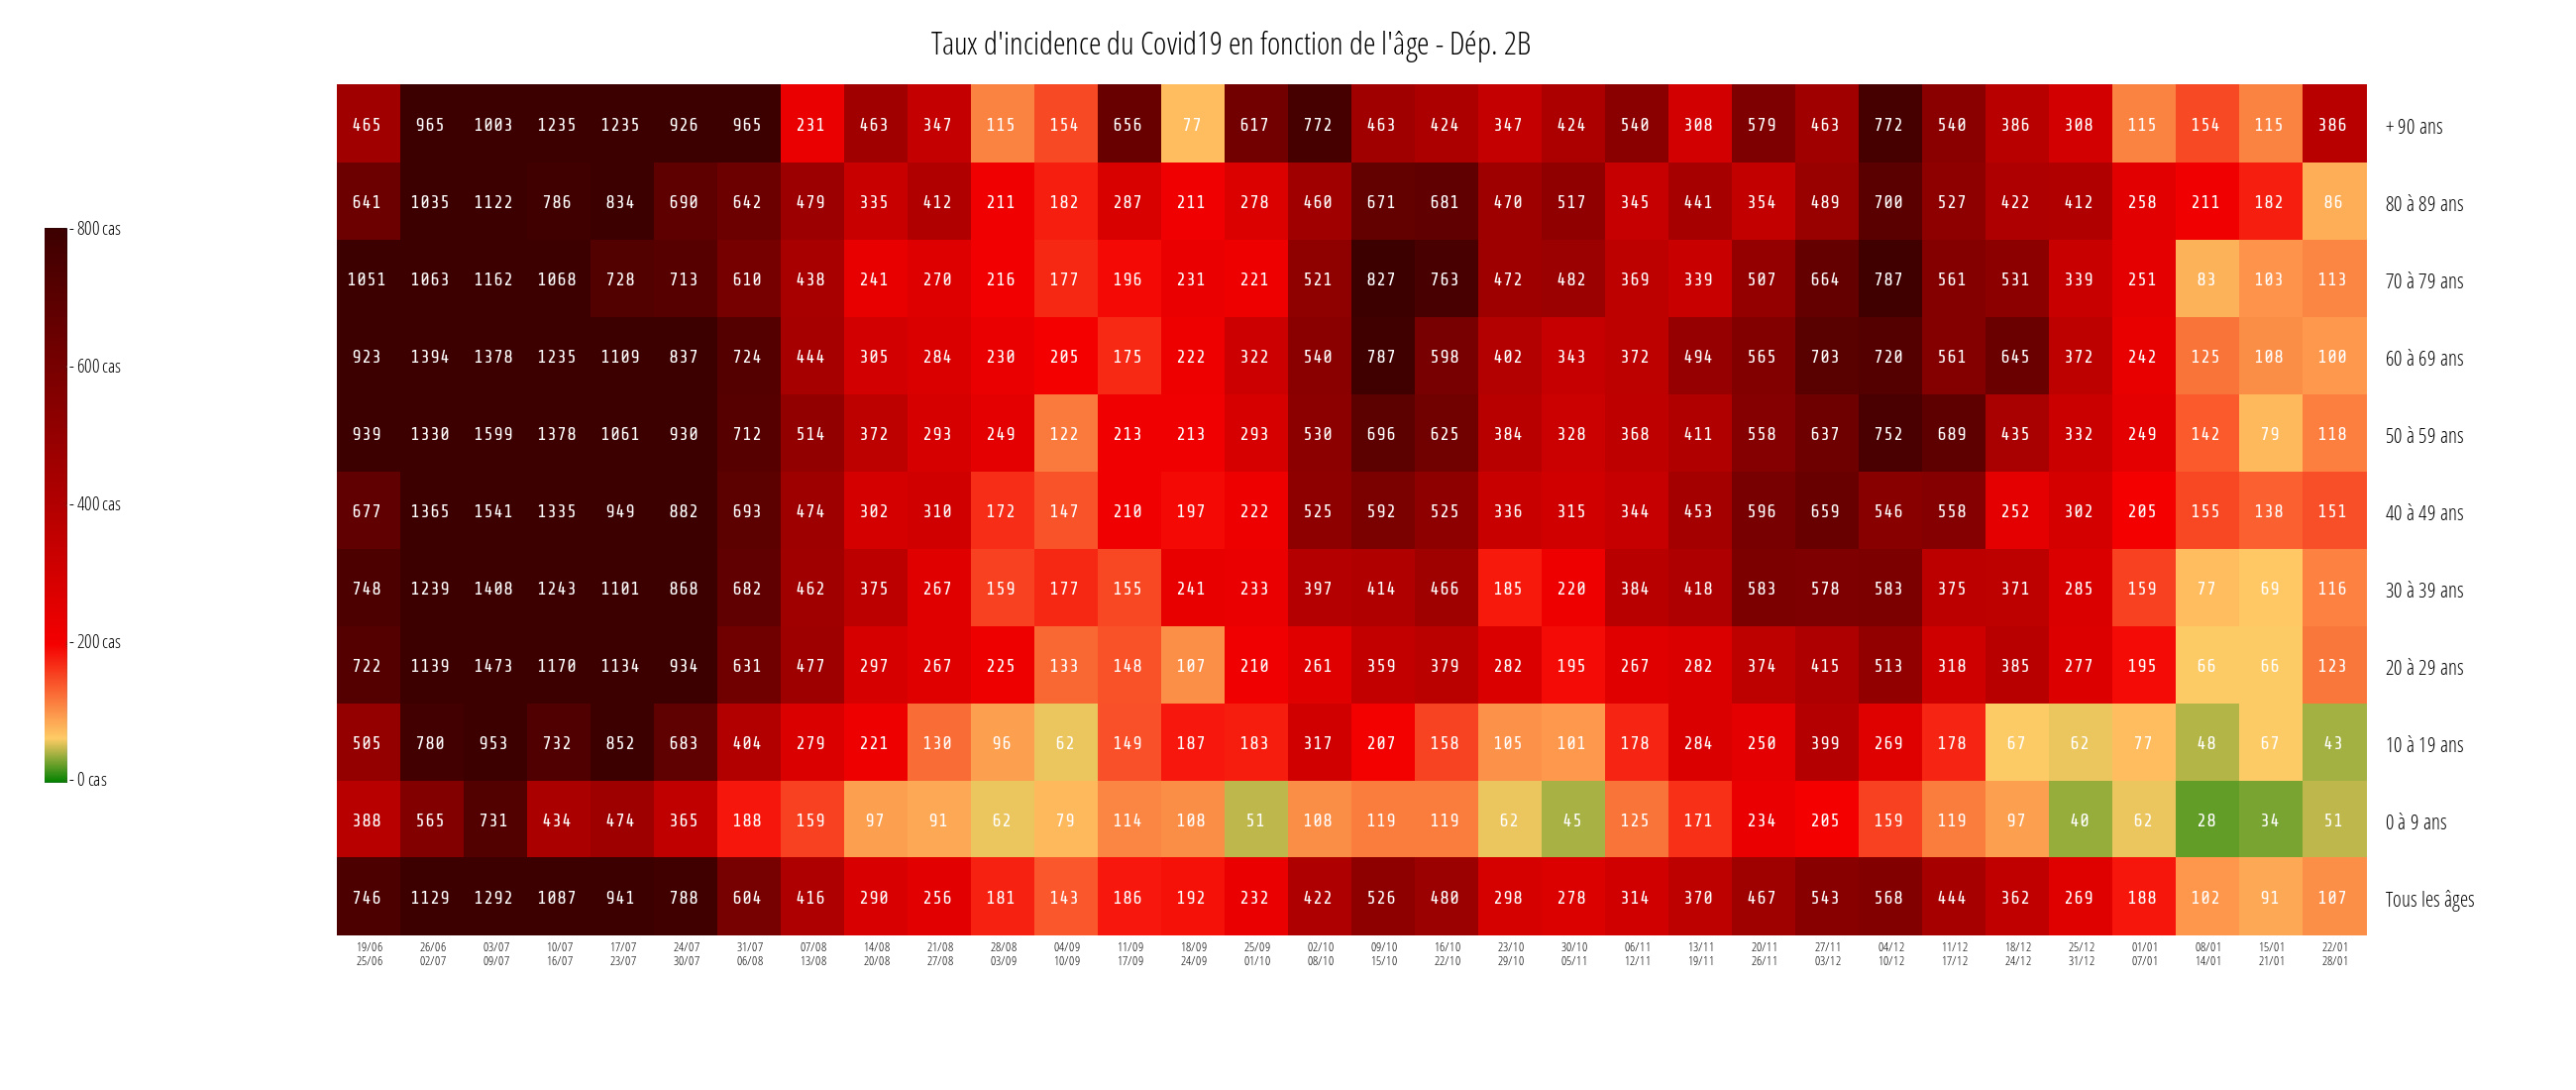 Taux d'incidence du Covid19 en fonction de l'âge - Dép. 2B
465 965 1003 1235 1235 926 965 231 463 347 115 154 656 77 617 772 463 424 347 424 540 308 579 463 772 540 386 308 115 154 115 386 + 90 ans
641 1035 1122 786 834 690 642 479 335 412 211 182 287 211 278 460 671 681 470 517 345 441 354 489 700 527 422 412 258 211 182 86 80 à 89 ans
- 800 cas
1051 1063 1162 1068 728 713 610 438 241 270 216 177 196 231 221 521 827 763 472 482 369 339 507 664 787 561 531 339 251 83 103 113 70 à 79 ans
923 1394 1378 1235 1109 837 724 444 305 284 230 205 175 222 322 540 787 598 402 343 372 494 565 703 720 561 645 372 242 125 108 100 60 à 69 ans
- 600 cas
939 1330 1599 1378 1061 930 712 514 372 293 249 122 213 213 293 530 696 625 384 328 368 411 558 637 752 689 435 332 249 142 79 118 50 à 59 ans
- 400 cas
677 1365 1541 1335 949 882 693 474 302 310 172 147 210 197 222 525 592 525 336 315 344 453 596 659 546 558 252 302 205 155 138 151 40 à 49 ans
748 1239 1408 1243 1101 868 682 462 375 267 159 177 155 241 233 397 414 466 185 220 384 418 583 578 583 375 371 285 159 77 69 116 30 à 39 ans
- 200 cas
722 1139 1473 1170 1134 934 631 477 297 267 225 133 148 107 210 261 359 379 282 195 267 282 374 415 513 318 385 277 195 66 66 123 20 à 29 ans
505 780 953 732 852 683 404 279 221 130 96 62 149 187 183 317 207 158 105 101 178 284 250 399 269 178 67 62 77 48 67 43 10 à 19 ans
- 0 cas
388 565 731 434 474 365 188 159 97 91 62 79 114 108 51 108 119 119 62 45 125 171 234 205 159 119 97 40 62 28 34 51 0 à 9 ans
746 1129 1292 1087 941 788 604 416 290 256 181 143 186 192 232 422 526 480 298 278 314 370 467 543 568 444 362 269 188 102 91 107 Tous les âges
19/06 26/06 03/07 10/07 17/07 24/07 31/07 07/08 14/08 21/08 28/08 04/09 11/09 18/09 25/09 02/10 09/10 16/10 23/10 30/10 06/11 13/11 20/11 27/11 04/12 11/12 18/12 25/12 01/01 08/01 15/01 22/01
25/06 02/07 09/07 16/07 23/07 30/07 06/08 13/08 20/08 27/08 03/09 10/09 17/09 24/09 01/10 08/10 15/10 22/10 29/10 05/11 12/11 19/11 26/11 03/12 10/12 17/12 24/12 31/12 07/01 14/01 21/01 28/01